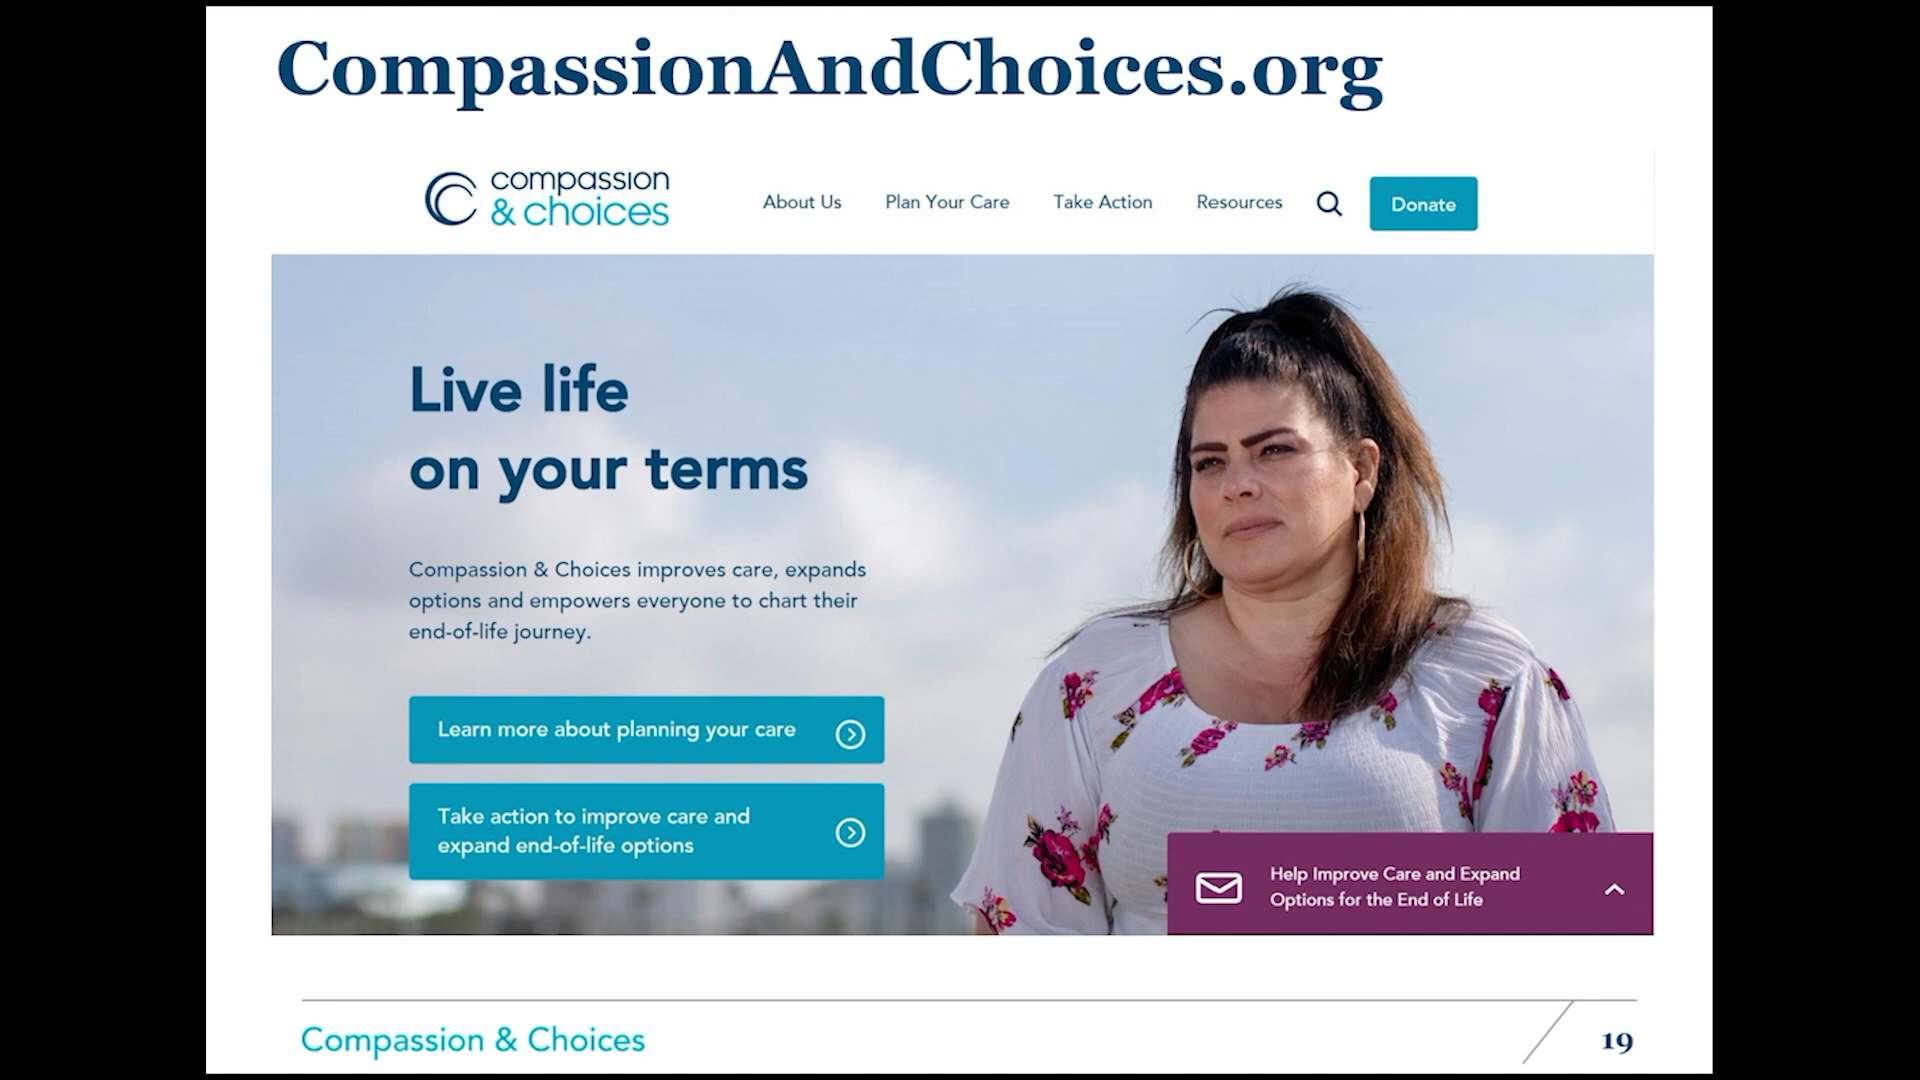 CompassionAndChoices.org
compassion
& choices
About Us
Plan Your Care
Take Action
Resources
Donate
Live life
on your terms
Compassion & Choices improves care, expands
options and empowers everyone to chart their
end-of-life journey.
Learn more about planning your care
Take action to improve care and
expand end-of-life options
Help Improve Care and Expand
Options for the End of Life
Compassion & Choices
19